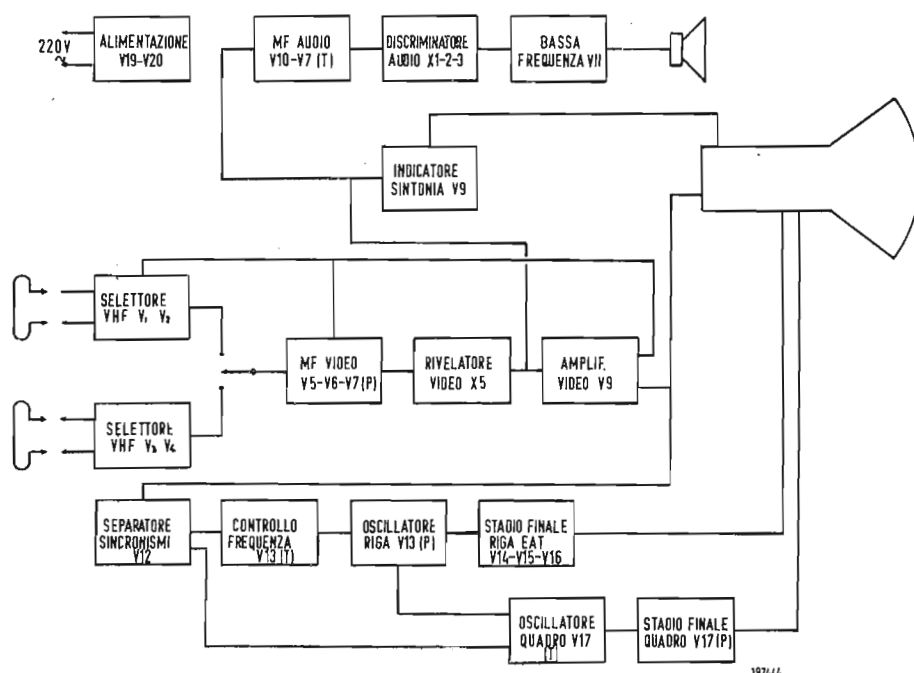 220V
~
ALIMENTAZIONE
V19-V20
MF AUDIO
V10-V7 (T)
DISCRIMINATORE
AUDIO X1-2-3
BASSA
FREQUENZA V11
INDICATORE
SINTONIA V9
SELETTORE
VHF V1 V2
MF VIDEO
V5-V6-V7(P)
RIVELATORE
VIDEO X5
AMPLIF.
VIDEO V9
SELETTORE
VHF V3 V4
SEPARATORE
SINCRONISMI
V12
CONTROLLO
FREQUENZA
V13(T)
OSCILLATORE
RIGA V13(P)
STADIO FINALE
RIGA EAT
V14-V15-V16
OSCILLATORE
QUADRO V17
(T)
STADIO FINALE
QUADRO V17(P)